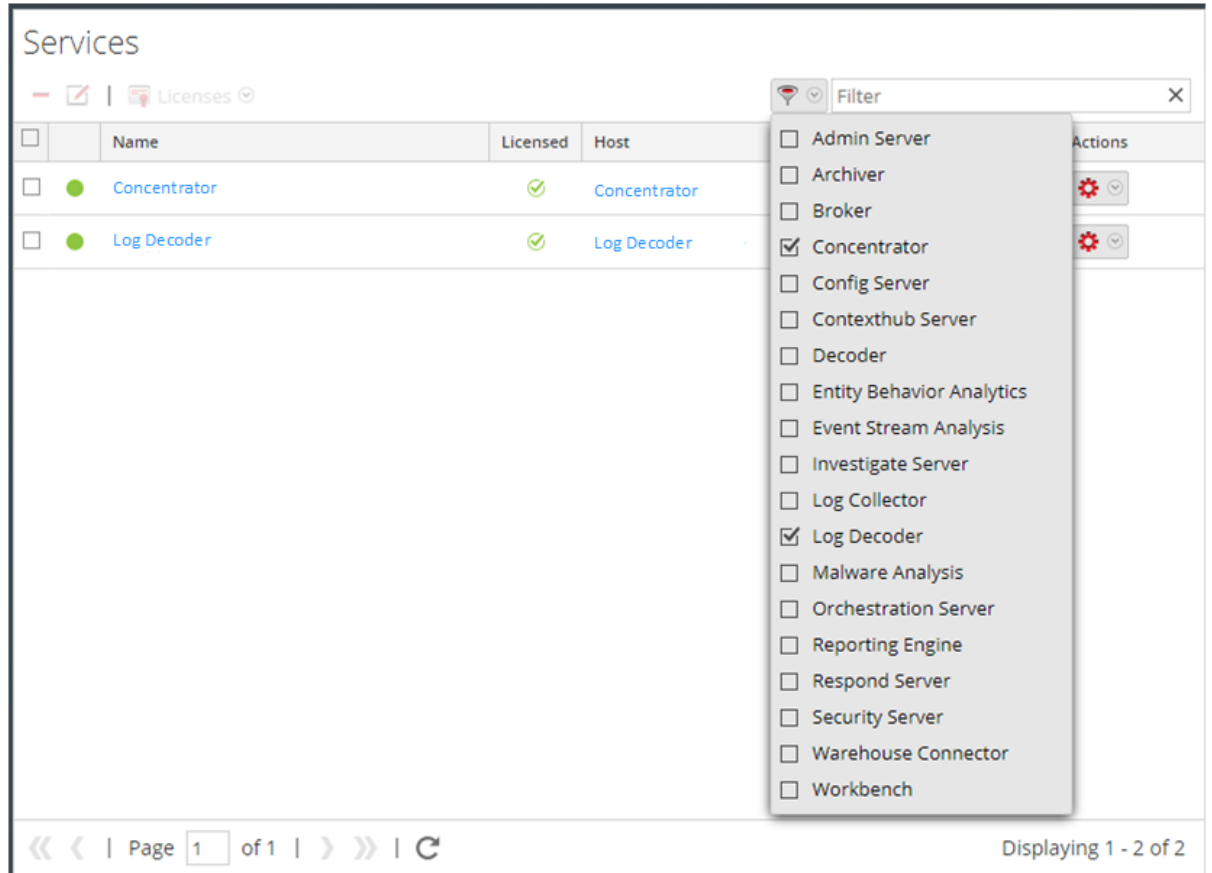 Services
Licenses
Filter
Name Licensed Host Actions
Concentrator Concentrator
Log Decoder Log Decoder
Admin Server
Archiver
Broker
Concentrator
Config Server
Contexthub Server
Decoder
Entity Behavior Analytics
Event Stream Analysis
Investigate Server
Log Collector
Log Decoder
Malware Analysis
Orchestration Server
Reporting Engine
Respond Server
Security Server
Warehouse Connector
Workbench
| Page 1 of 1 | | Displaying 1 - 2 of 2